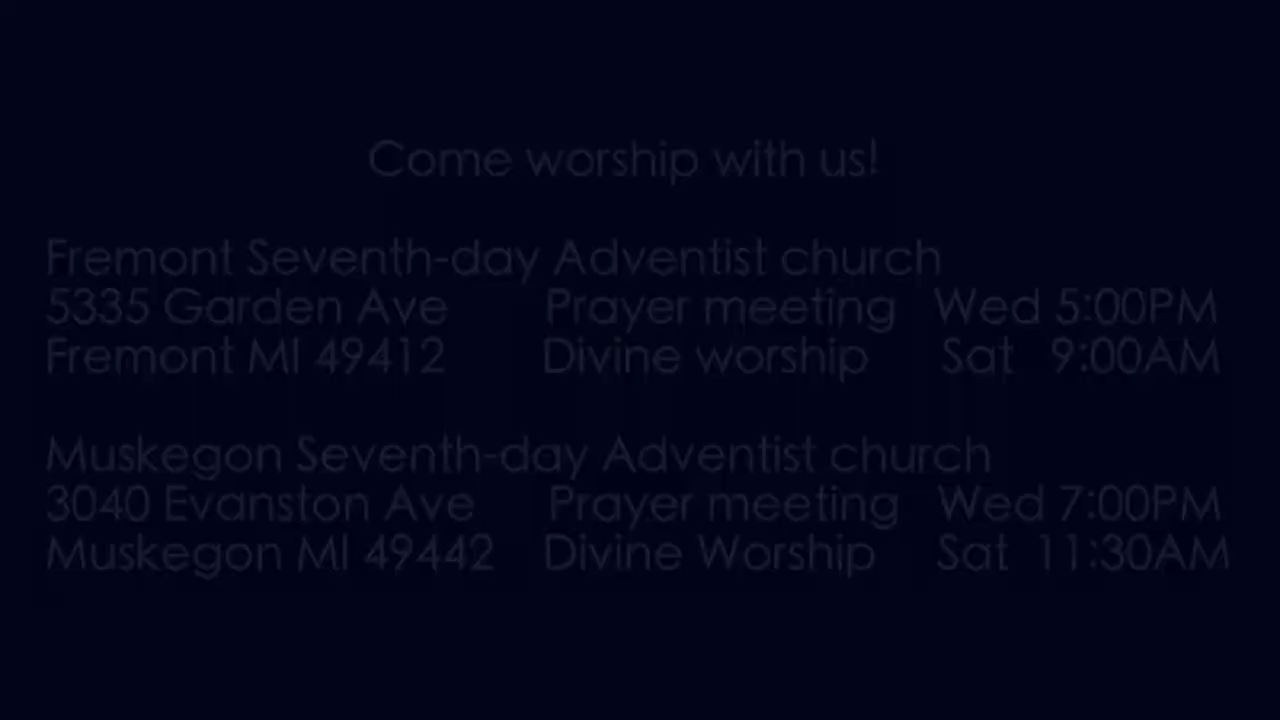 Come worship with us!
Fremont Seventh-day Adventist church
5335 Garden Ave Prayer meeting Wed 5:00PM
Fremont MI 49412 Divine worship Sat 9:00AM
Muskegon Seventh-day Adventist church
3040 Evanston Ave Prayer meeting Wed 7:00PM
Muskegon MI 49442 Divine Worship Sat 11:30AM